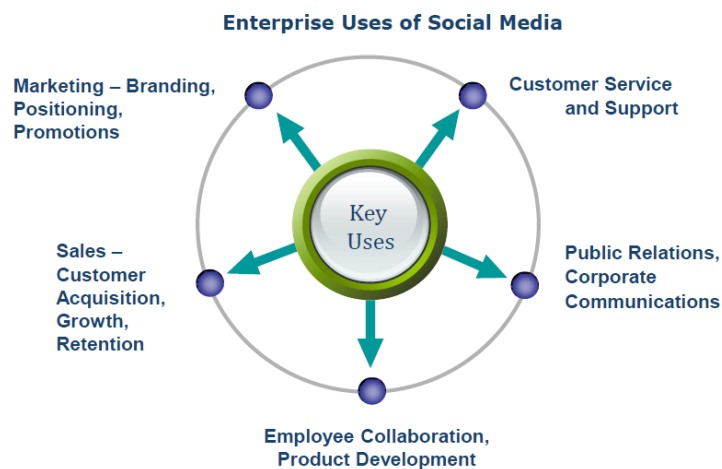 Enterprise Uses of Social Media
Marketing – Branding,
Positioning,
Promotions
Customer Service
and Support
Key
Uses
Sales –
Customer
Acquisition,
Growth,
Retention
Public Relations,
Corporate
Communications
Employee Collaboration,
Product Development